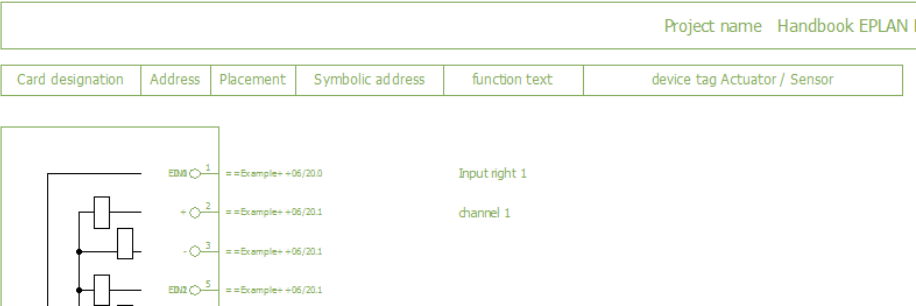 Project name Handbook EPLAN
Card designation Address Placement Symbolic address function text device tag Actuator / Sensor
1 ==Example+ +06/20.0 Input right 1
+ 2 ==Example+ +06/20.1 channel 1
- 3 ==Example+ +06/20.1
5 ==Example+ +06/20.1